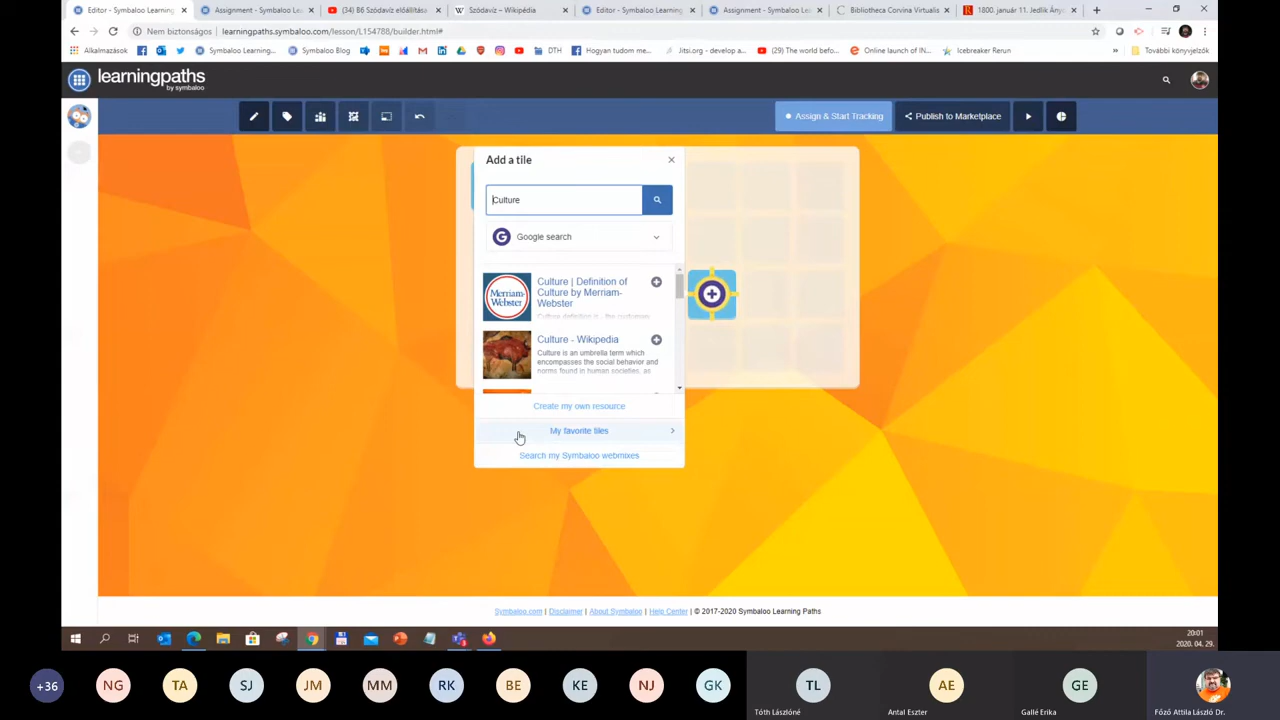 Editor - Symbaloo Learning
Assignment - Symbaloo Le
(34) B6 Szódavíz előállítása
Szódavíz – Wikipédia
Editor - Symbaloo Learning
Assignment - Symbaloo Le
Bibliotheca Corvina Virtualis
1800. január 11. Jedlik Ányo
Nem biztonságos | learningpaths.symbaloo.com/lesson/L154788/builder.html#
Alkalmazások
Symbaloo Learning...
Symbaloo Blog
DTH
Hogyan tudom me...
Jitsi.org - develop a...
(29) The world befo...
Online launch of IN...
Icebreaker Rerun
»
További könyvjelzők
learningpaths
by symbaloo
Assign & Start Tracking
Publish to Marketplace
Add a tile
Culture
Google search
Merriam-
Webster
Culture | Definition of
Culture by Merriam-
Webster
Culture definition is - the customary
Culture - Wikipedia
Culture is an umbrella term which
encompasses the social behavior and
norms found in human societies, as
Create my own resource
My favorite tiles
Search my Symbaloo webmixes
Symbaloo.com | Disclaimer | About Symbaloo | Help Center | © 2017-2020 Symbaloo Learning Paths
20:01
2020. 04. 29.
+36
NG
TA
SJ
JM
MM
RK
BE
KE
NJ
GK
TL
AE
GE
Tóth Lászlóné
Antal Eszter
Gallé Erika
Főző Attila László Dr.